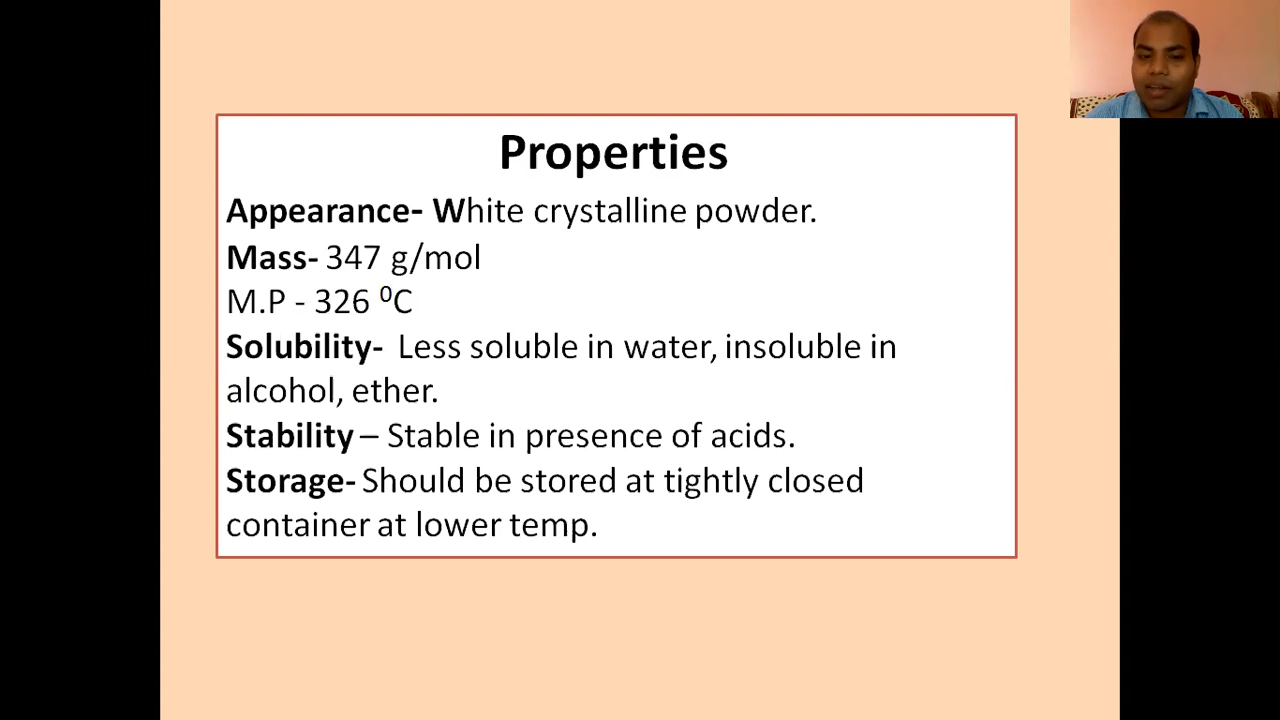 Properties
Appearance- White crystalline powder.
Mass- 347 g/mol
M.P - 326 ⁰C
Solubility- Less soluble in water, insoluble in
alcohol, ether.
Stability – Stable in presence of acids.
Storage- Should be stored at tightly closed
container at lower temp.